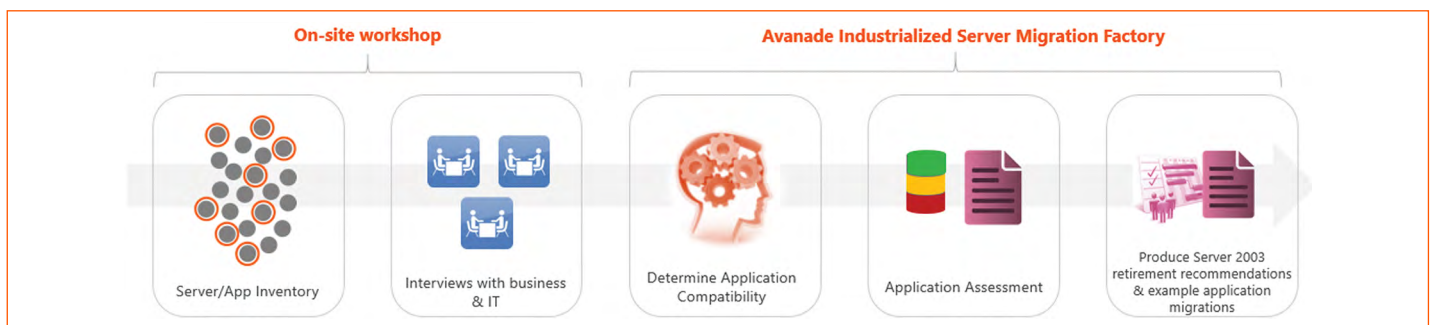 On-site workshop
Avanade Industrialized Server Migration Factory
Server/App Inventory
Interviews with business
& IT
Determine Application
Compatibility
Application Assessment
Produce Server 2003
retirement recommendations
& example application
migrations